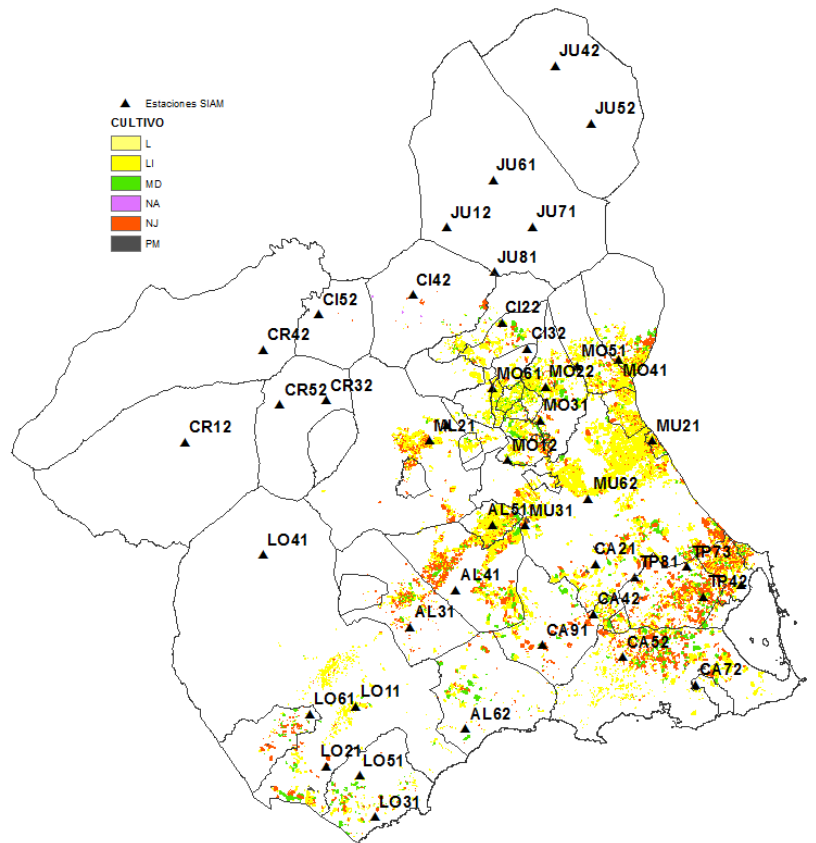 JU42
Estaciones SIAM
CULTIVO
L
LI
MD
NA
NJ
PM
JU52
JU61
JU12
JU71
JU81
CI42
CI52
CI22
CR42
CI32
MO51
MO61
MO22
MO41
CR52
CR32
MO31
CR12
ML21
MO12
MU21
MU62
AL51
MU31
LO41
CA21
TP73
TP81
AL41
TP42
CA42
AL31
CA91
CA52
CA72
LO61
LO11
AL62
LO21
LO51
LO31